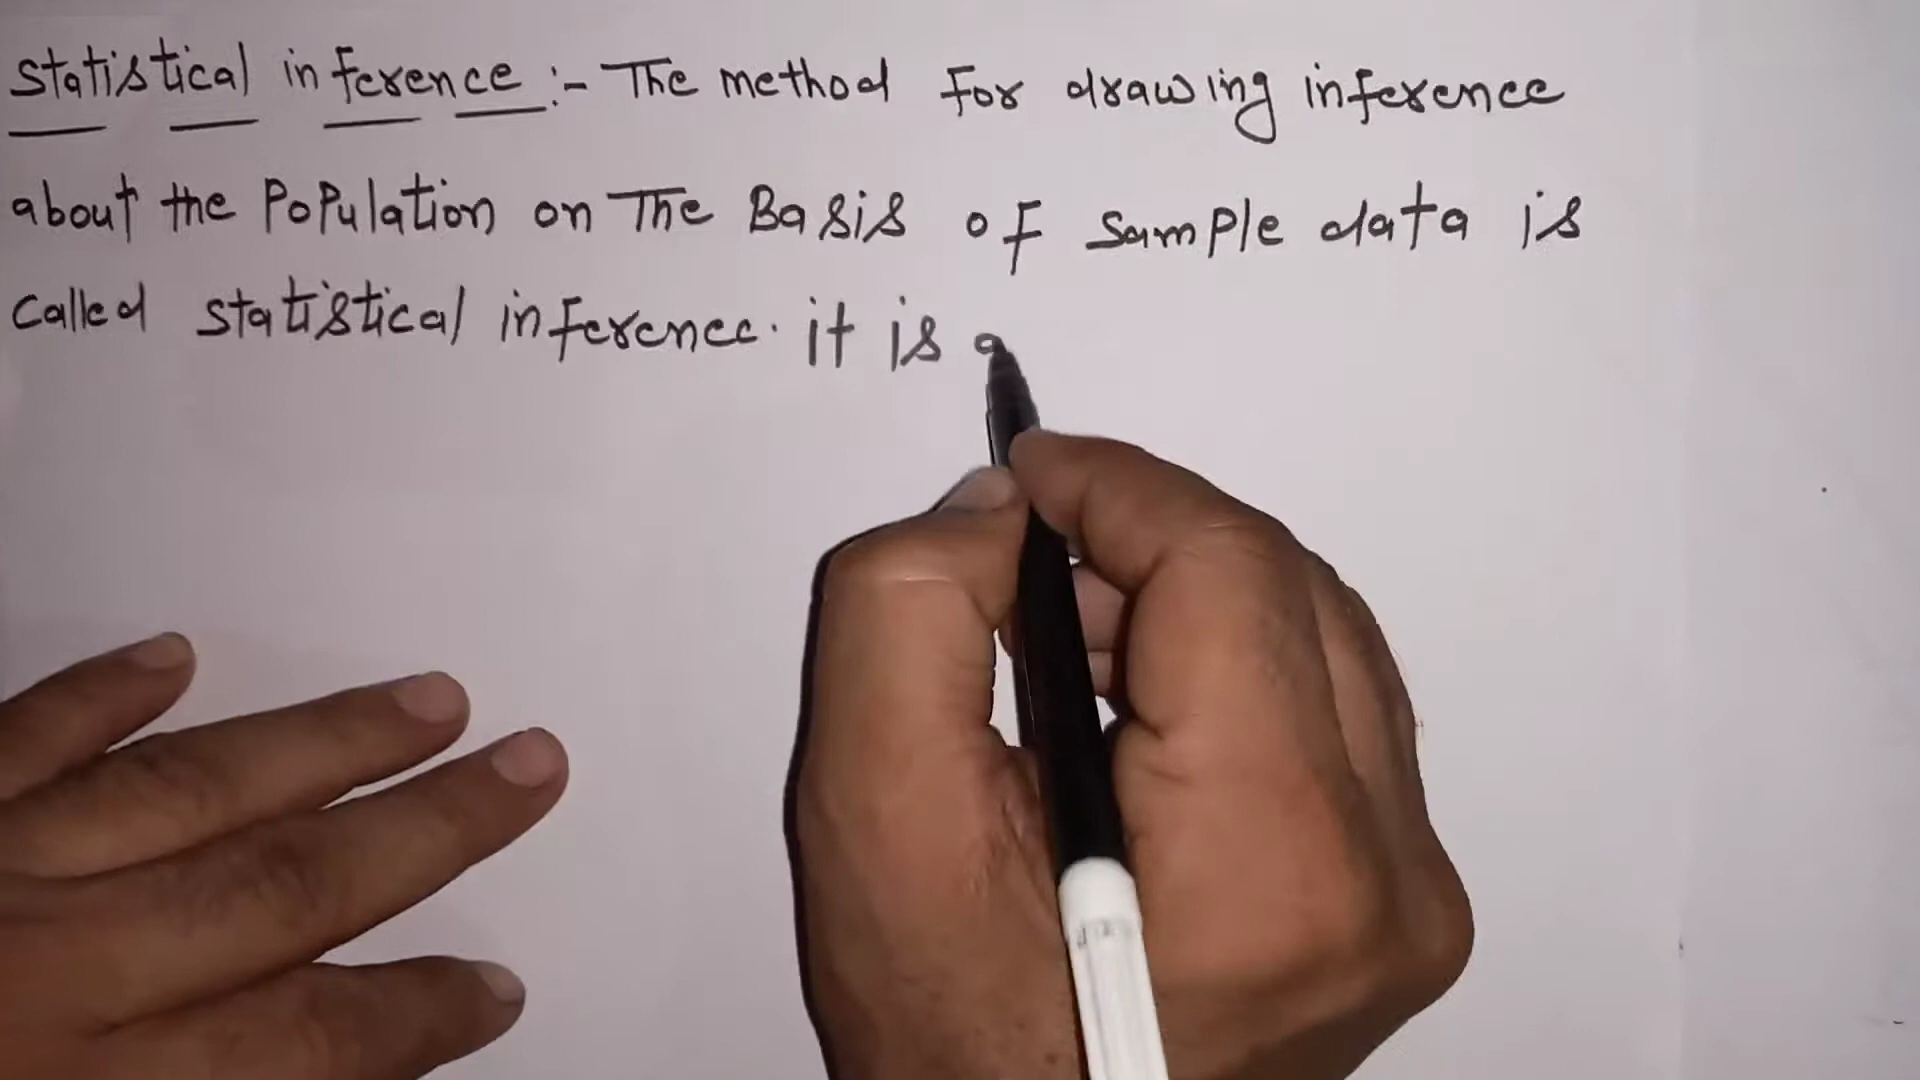 Statistical inference :- The method For drawing inference
about the Population on The Basis of sample data is
called statistical inference. it is a